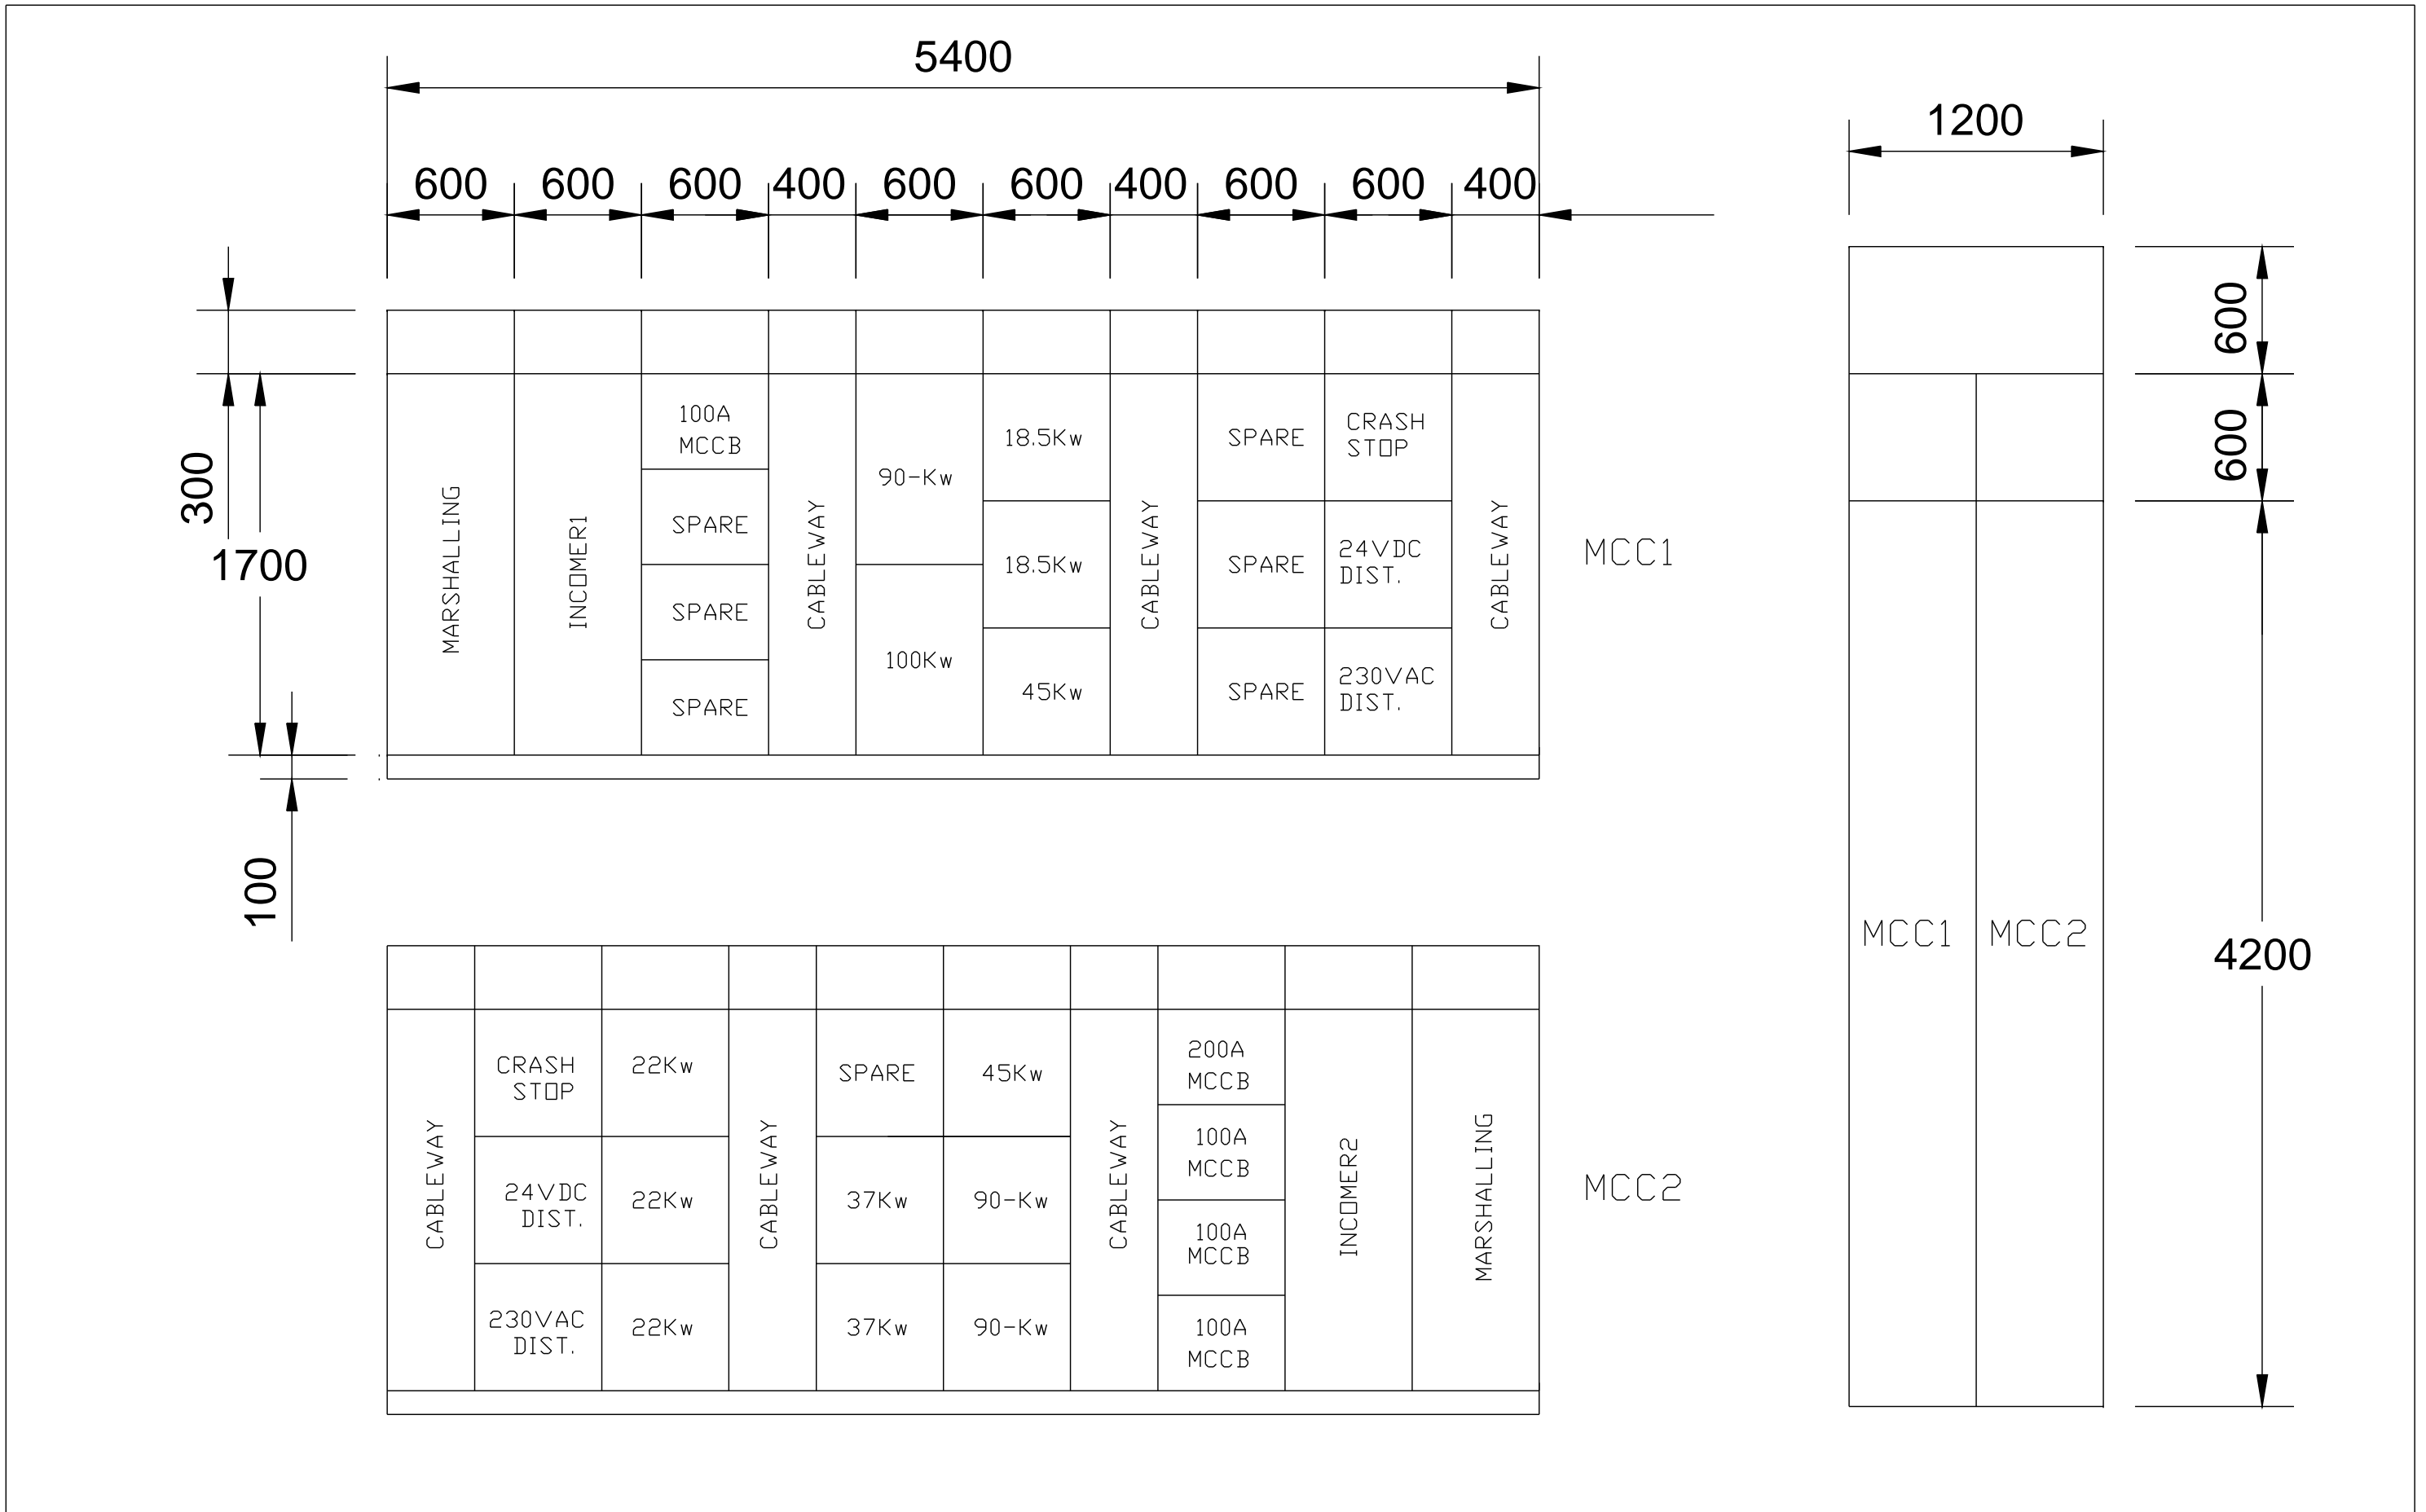 5400
1200
600
600
600
400
600
600
400
600
600
400
300
1700
100
600
600
4200
MARSHALLING
INCOMER1
100A
MCCB
SPARE
SPARE
SPARE
CABLEWAY
90-Kw
100Kw
18.5Kw
18.5Kw
45Kw
CABLEWAY
SPARE
SPARE
SPARE
CRASH
STOP
24VDC
DIST.
230VAC
DIST.
CABLEWAY
MCC1
CABLEWAY
CRASH
STOP
24VDC
DIST.
230VAC
DIST.
22Kw
22Kw
22Kw
CABLEWAY
SPARE
37Kw
37Kw
45Kw
90-Kw
90-Kw
CABLEWAY
200A
MCCB
100A
MCCB
100A
MCCB
100A
MCCB
INCOMER2
MARSHALLING
MCC2
MCC1
MCC2